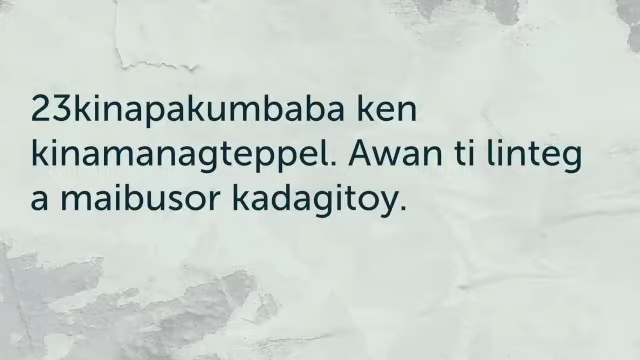 23kinapakumbaba ken
kinamanagteppel. Awan ti linteg
a maibusor kadagitoy.